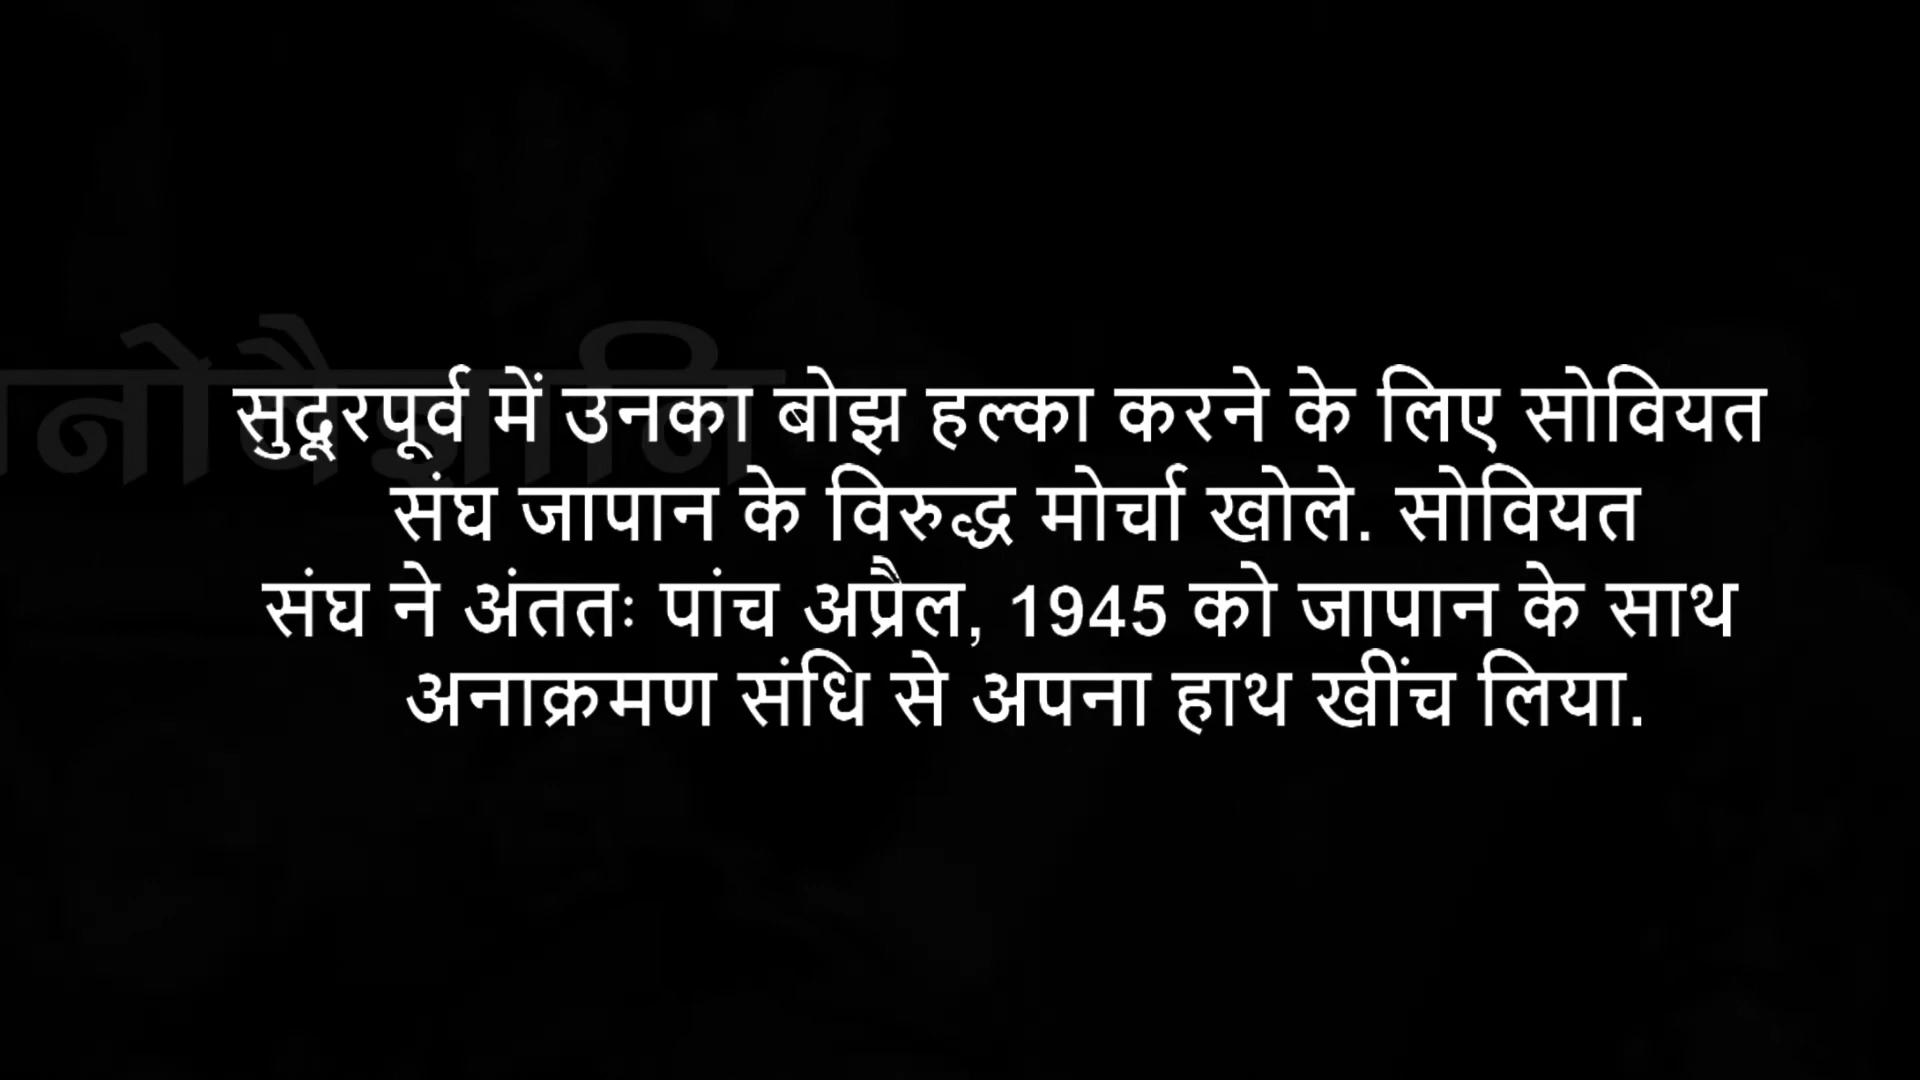 सुदूरपूर्व में उनका बोझ हल्का करने के लिए सोवियत
संघ जापान के विरुद्ध मोर्चा खोले. सोवियत
संघ ने अंततः पांच अप्रैल, 1945 को जापान के साथ
अनाक्रमण संधि से अपना हाथ खींच लिया.